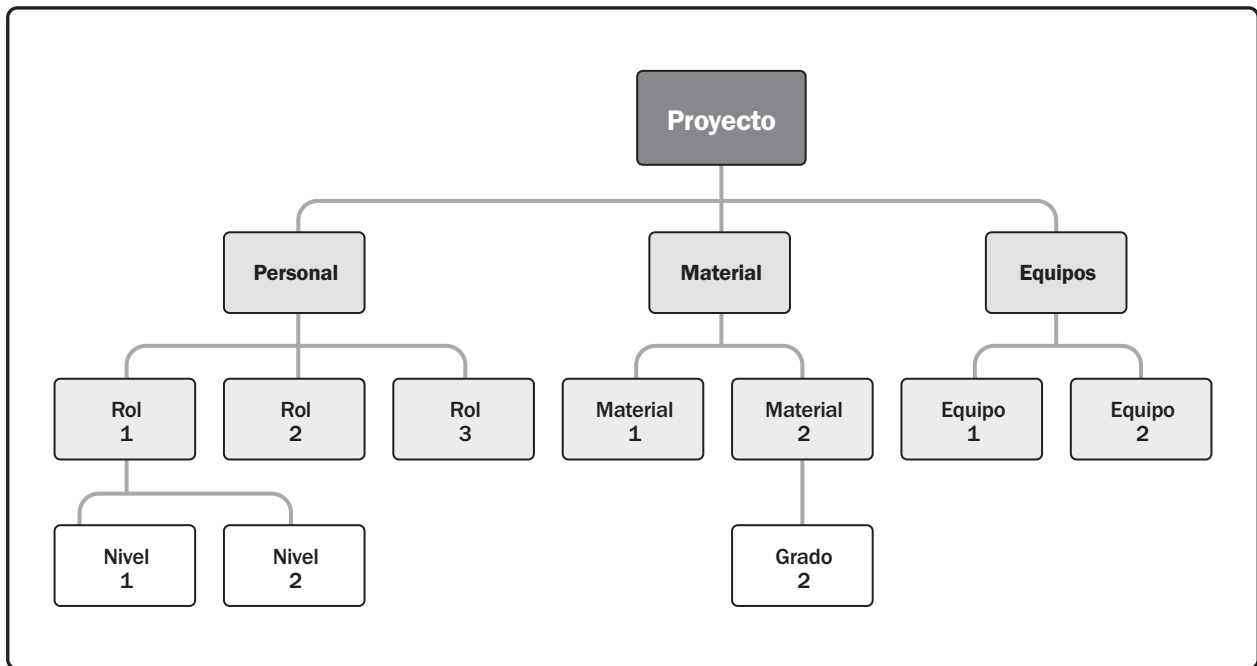 Proyecto
Personal
Material
Equipos
Rol
1
Rol
2
Rol
3
Material
1
Material
2
Equipo
1
Equipo
2
Nivel
1
Nivel
2
Grado
2